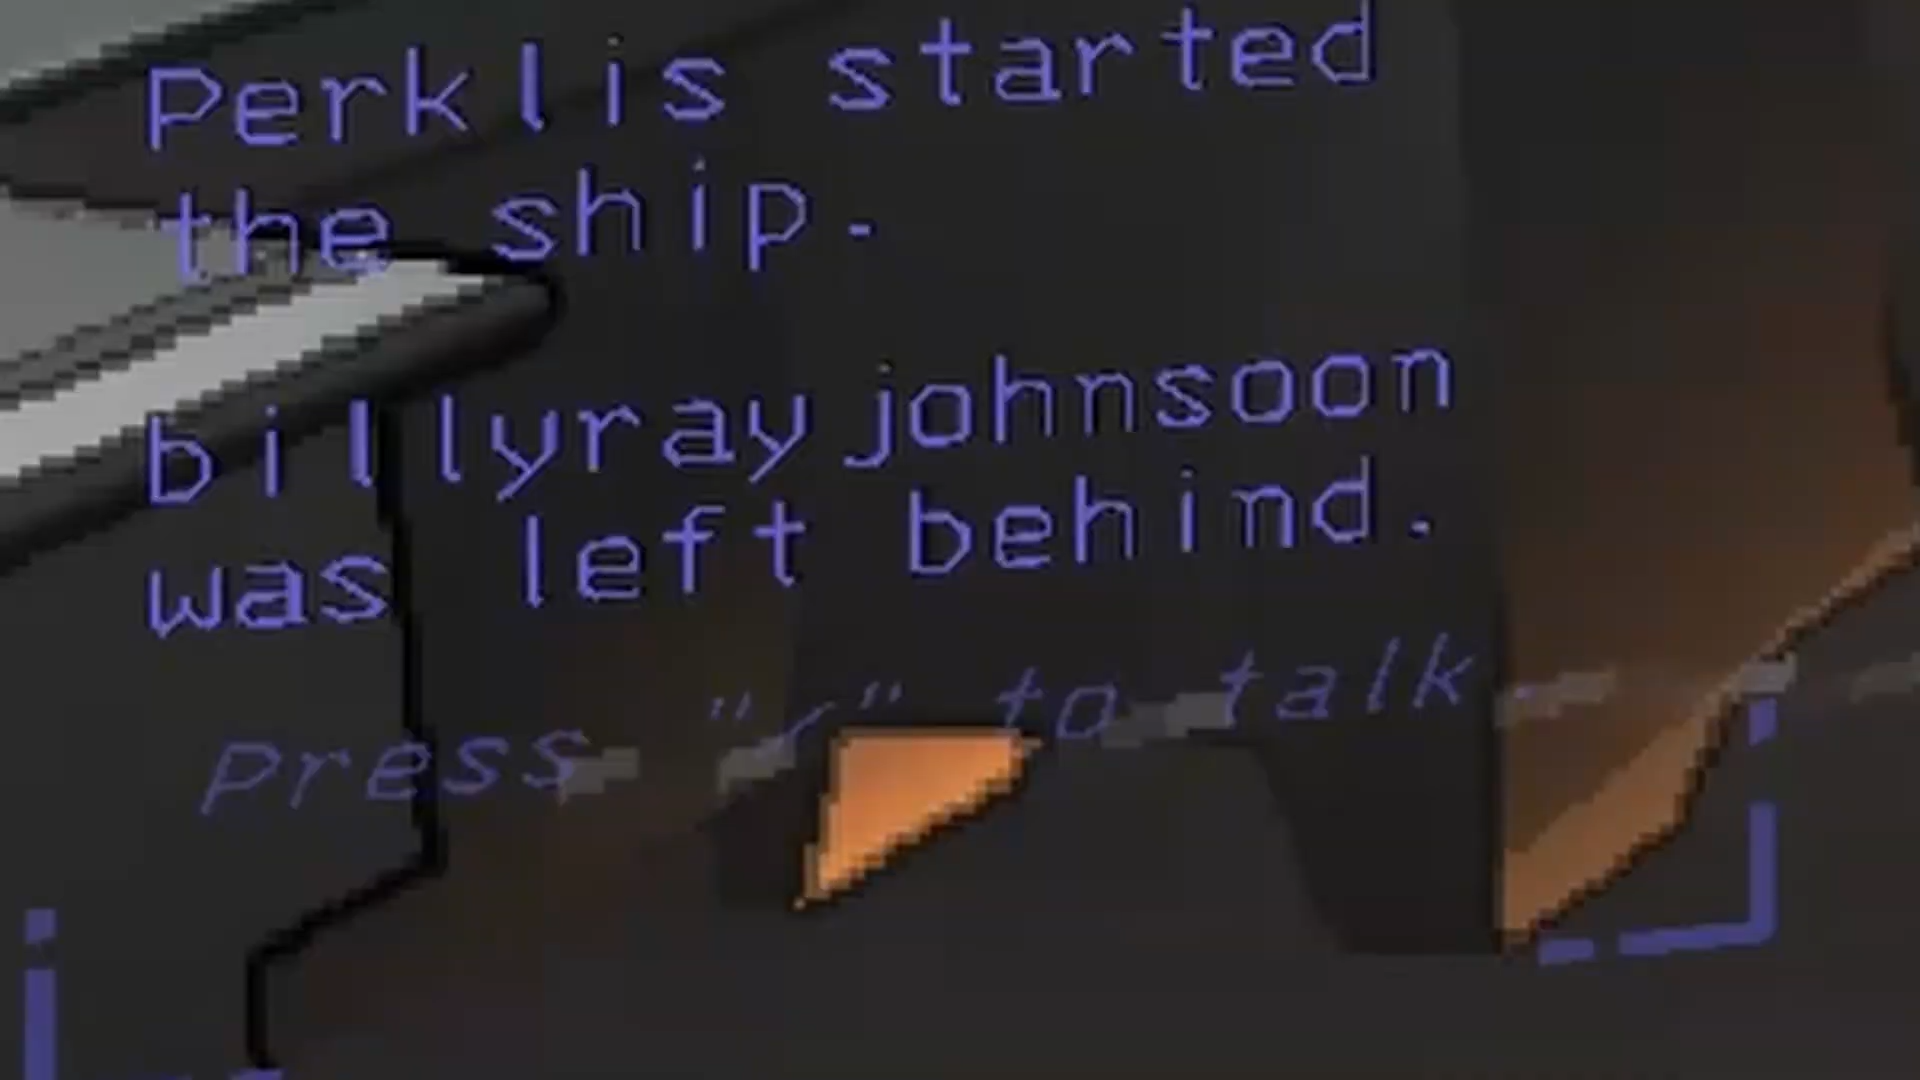 Perklis started
the ship.
billyrayjohnsoon
was left behind.
Press "/" to talk.